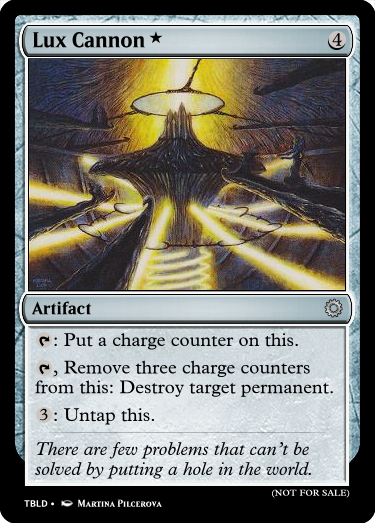 Lux Cannon ★ 4
Artifact
: Put a charge counter on this.
, Remove three charge counters
from this: Destroy target permanent.
3: Untap this.
There are few problems that can't be
solved by putting a hole in the world.
(NOT FOR SALE)
TBLD • Martina Pilcerova